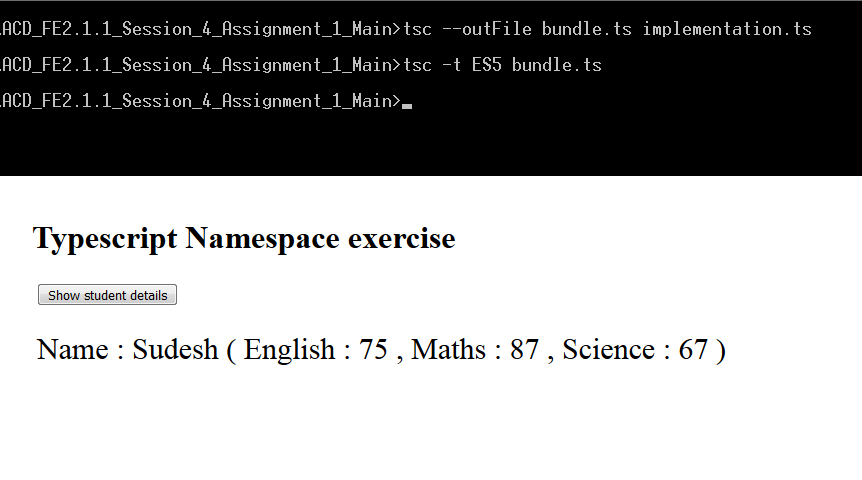 .ACD_FE2.1.1_Session_4_Assignment_1_Main>tsc --outFile bundle.ts implementation.ts
.ACD_FE2.1.1_Session_4_Assignment_1_Main>tsc -t ES5 bundle.ts
.ACD_FE2.1.1_Session_4_Assignment_1_Main>
Typescript Namespace exercise
Show student details
Name : Sudesh ( English : 75 , Maths : 87 , Science : 67 )